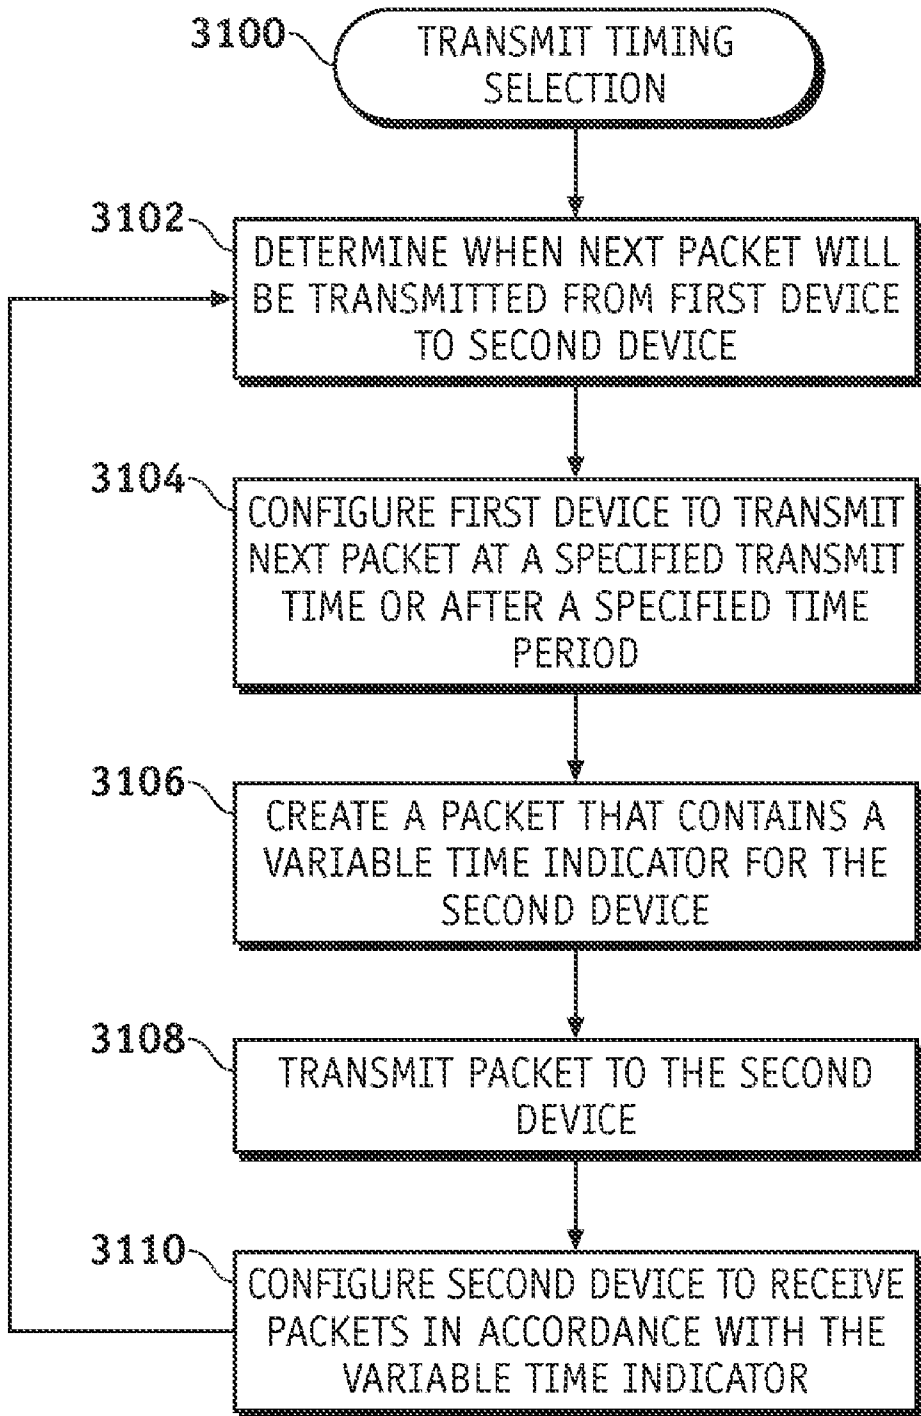 3100
TRANSMIT TIMING
SELECTION
3102
DETERMINE WHEN NEXT PACKET WILL
BE TRANSMITTED FROM FIRST DEVICE
TO SECOND DEVICE
3104
CONFIGURE FIRST DEVICE TO TRANSMIT
NEXT PACKET AT A SPECIFIED TRANSMIT
TIME OR AFTER A SPECIFIED TIME
PERIOD
3106
CREATE A PACKET THAT CONTAINS A
VARIABLE TIME INDICATOR FOR THE
SECOND DEVICE
3108
TRANSMIT PACKET TO THE SECOND
DEVICE
3110
CONFIGURE SECOND DEVICE TO RECEIVE
PACKETS IN ACCORDANCE WITH THE
VARIABLE TIME INDICATOR